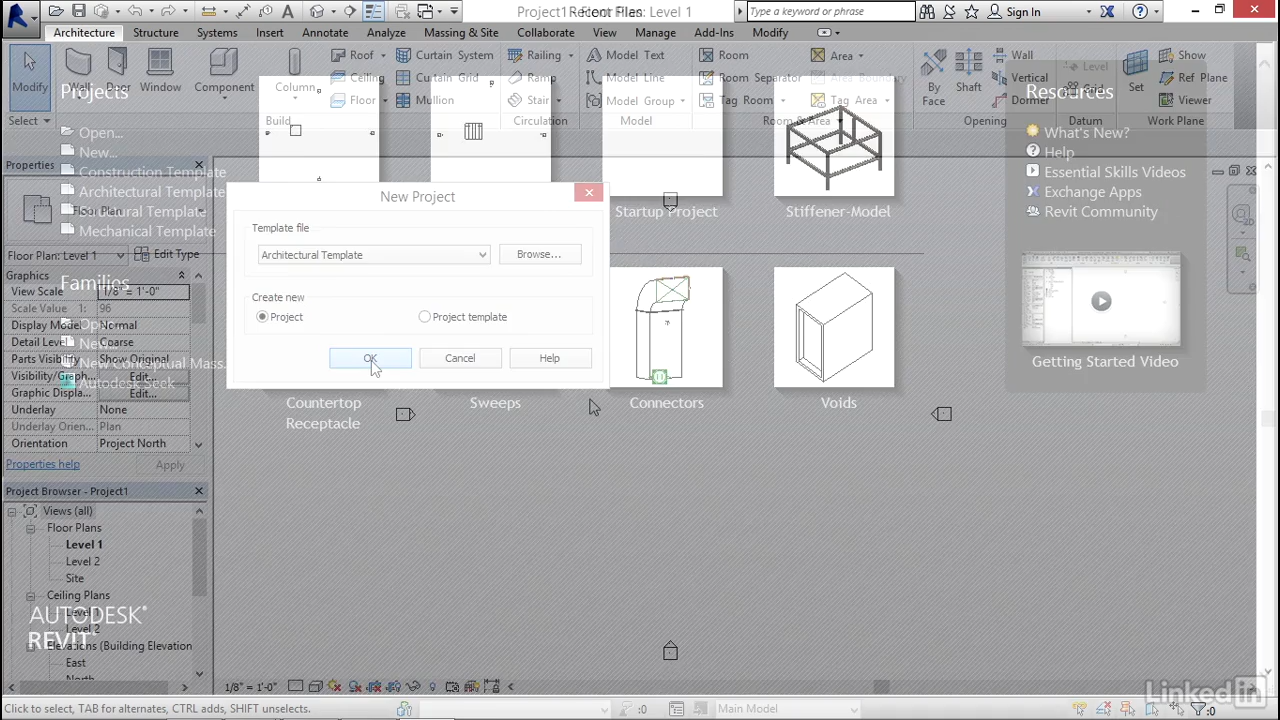 Project1 - Floor Plan: Level 1
Recent Files
Type a keyword or phrase
Sign In
Architecture
Structure
Systems
Insert
Annotate
Analyze
Massing & Site
Collaborate
View
Manage
Add-Ins
Modify
Modify
Wall
Door
Window
Component
Column
Roof
Ceiling
Floor
Curtain System
Curtain Grid
Mullion
Railing
Ramp
Stair
Model Text
Model Line
Model Group
Room
Room Separator
Tag Room
Area
Area Boundary
Tag Area
By
Face
Shaft
Wall
Vertical
Dormer
Level
Grid
Set
Show
Ref Plane
Viewer
Select
Build
Circulation
Model
Room & Area
Opening
Datum
Work Plane
Projects
Open...
New...
Construction Template
Architectural Template
Structural Template
Mechanical Template
Families
Open...
New...
New Conceptual Mass...
Autodesk Seek
Resources
What's New?
Help
Essential Skills Videos
Exchange Apps
Revit Community
Getting Started Video
Startup Project
Stiffener-Model
Countertop
Receptacle
Sweeps
Connectors
Voids
New Project
Template file
Architectural Template
Browse...
Create new
Project
Project template
OK
Cancel
Help
Properties
Floor Plan
Floor Plan: Level 1
Edit Type
Graphics
View Scale 1/8" = 1'-0"
Scale Value 1: 96
Display Model Normal
Detail Level Coarse
Parts Visibility Show Original
Visibility/Graph... Edit...
Graphic Displa... Edit...
Underlay None
Underlay Orien... Plan
Orientation Project North
Properties help
Apply
Project Browser - Project1
Views (all)
Floor Plans
Level 1
Level 2
Site
Ceiling Plans
Level 1
Level 2
Elevations (Building Elevation
East
North
AUTODESK®
REVIT
1/8" = 1'-0"
Click to select, TAB for alternates, CTRL adds, SHIFT unselects.
:0
Main Model
:0
LinkedIn